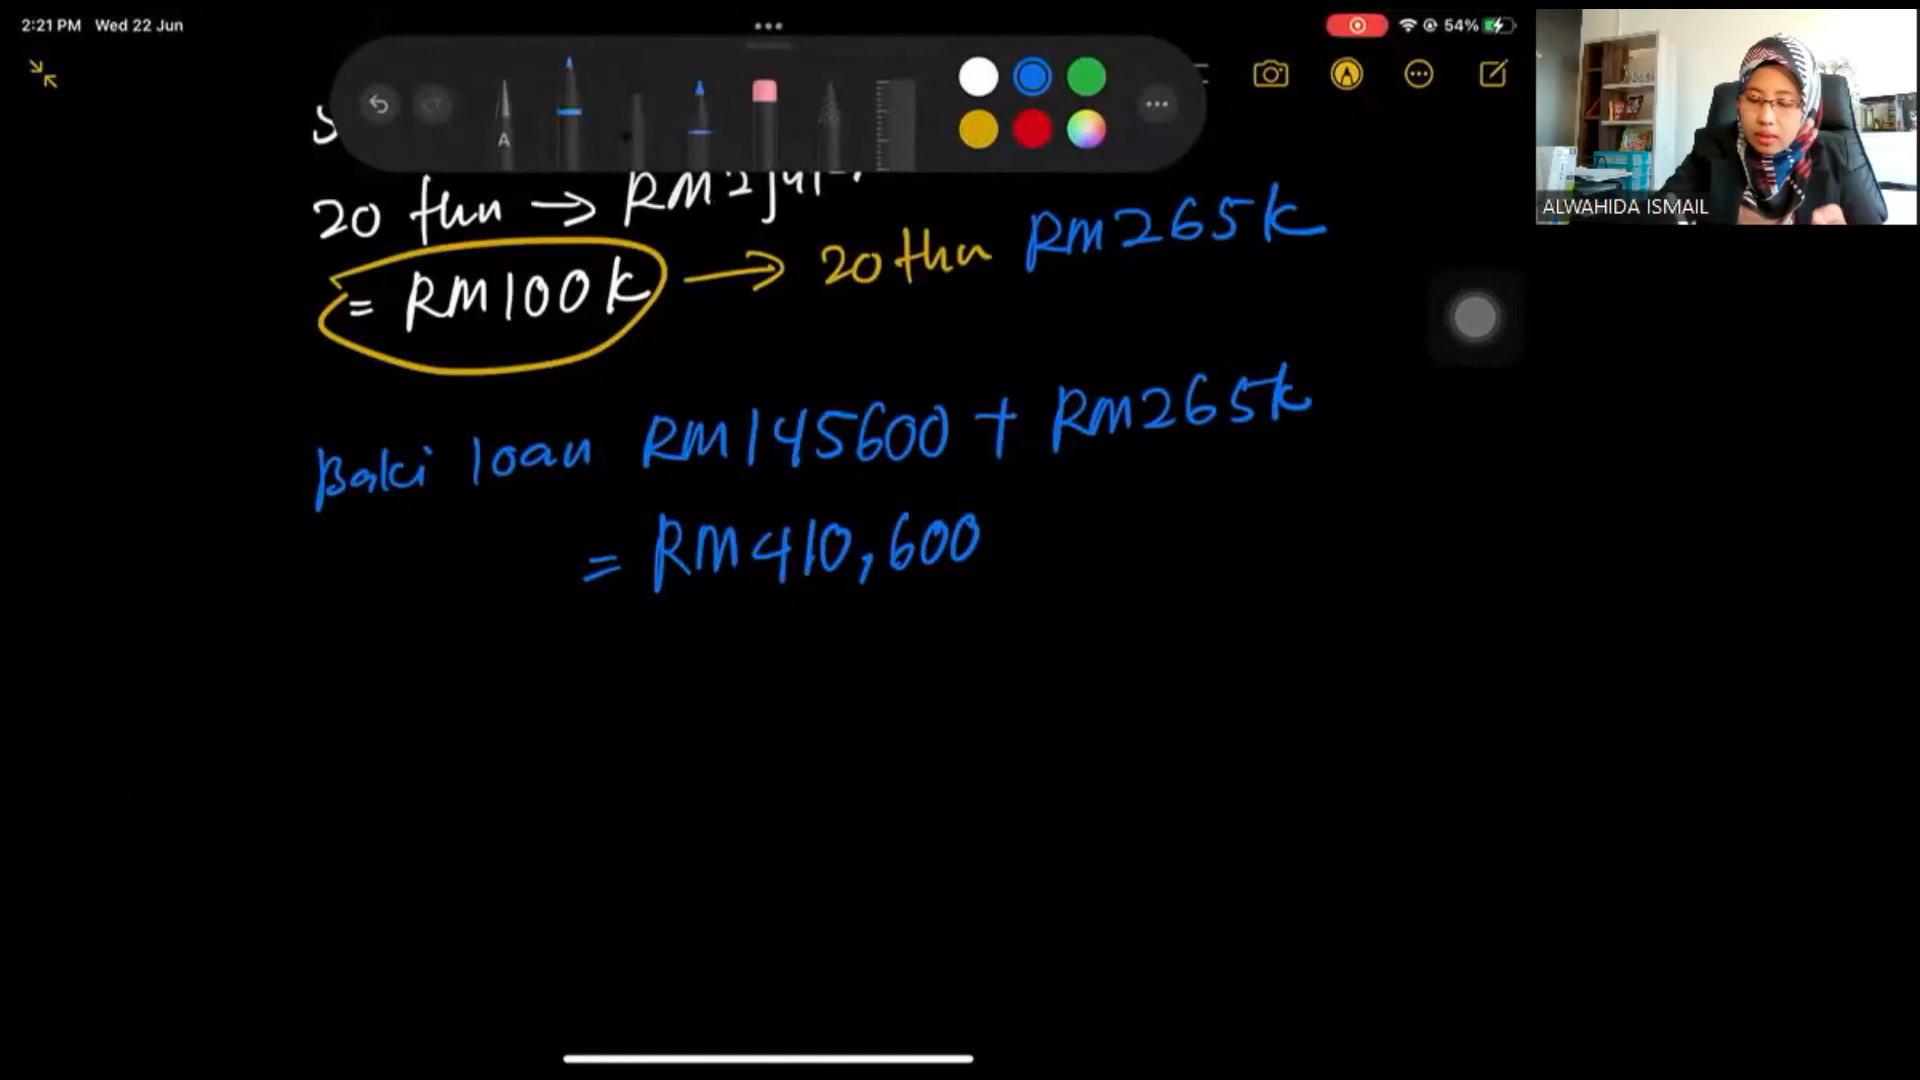 2:21 PM Wed 22 Jun
54%
A
20 thn → RM2
= RM100k → 20 thn RM265k
Baki loan RM145600 + RM265k
= RM410,600
ALWAHIDA ISMAIL